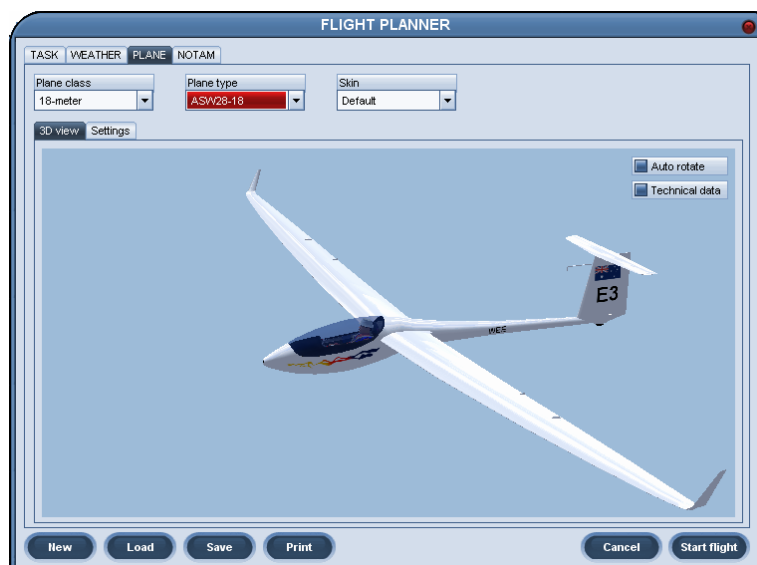 FLIGHT PLANNER
TASK WEATHER PLANE NOTAM
Plane class Plane type Skin
18-meter ASW28-18 Default
3D view Settings
Auto rotate
Technical data
E3
WEE
New Load Save Print Cancel Start flight